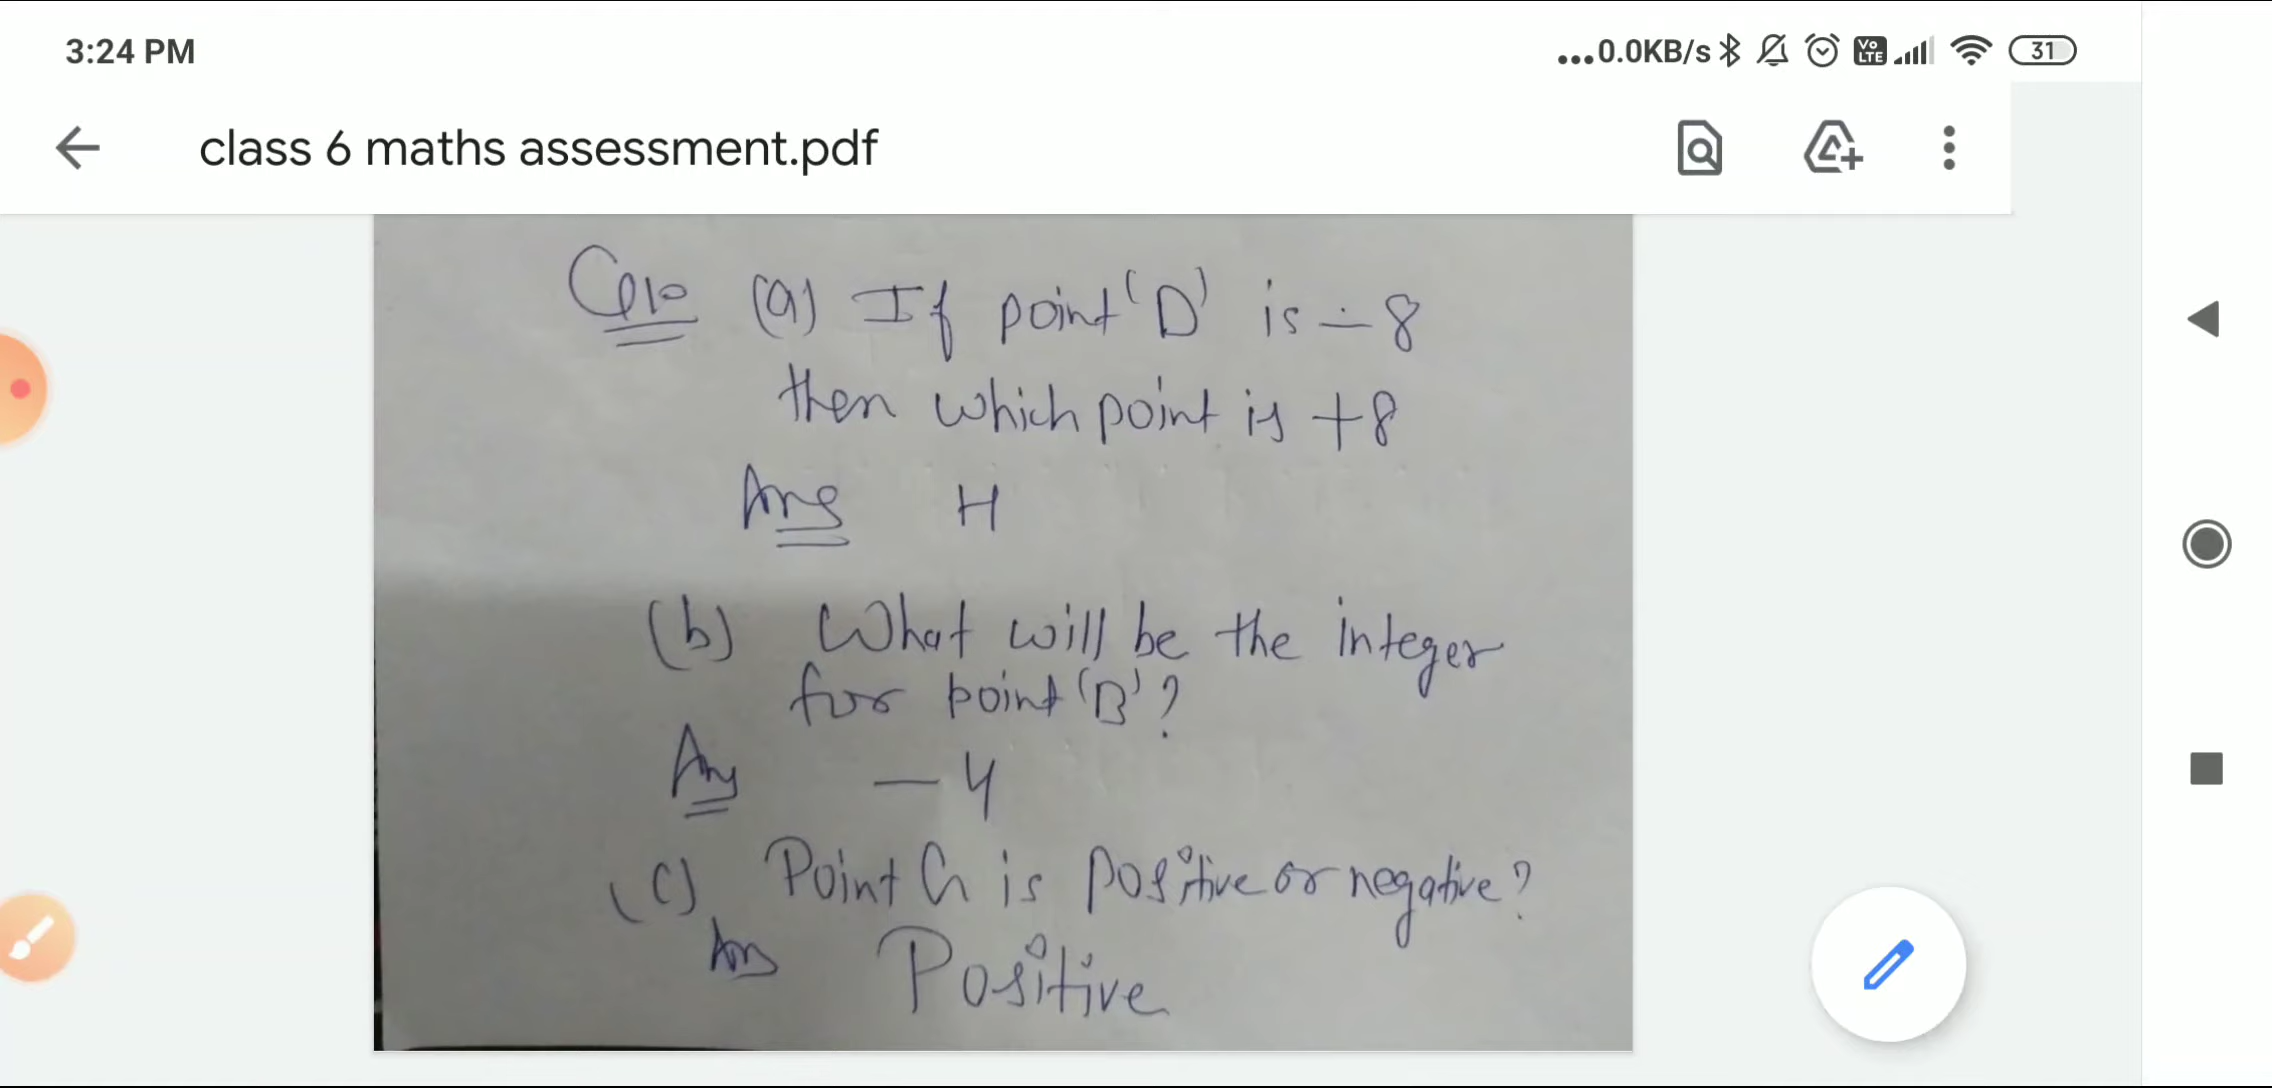 3:24 PM
...0.0KB/s
Vo LTE
31
class 6 maths assessment.pdf
Q10 (a) If point 'D' is -8
then which point is +8
Ans H
(b) What will be the integer
for point 'B'?
Ans -4
(c) Point G is positive or negative?
Ans Positive